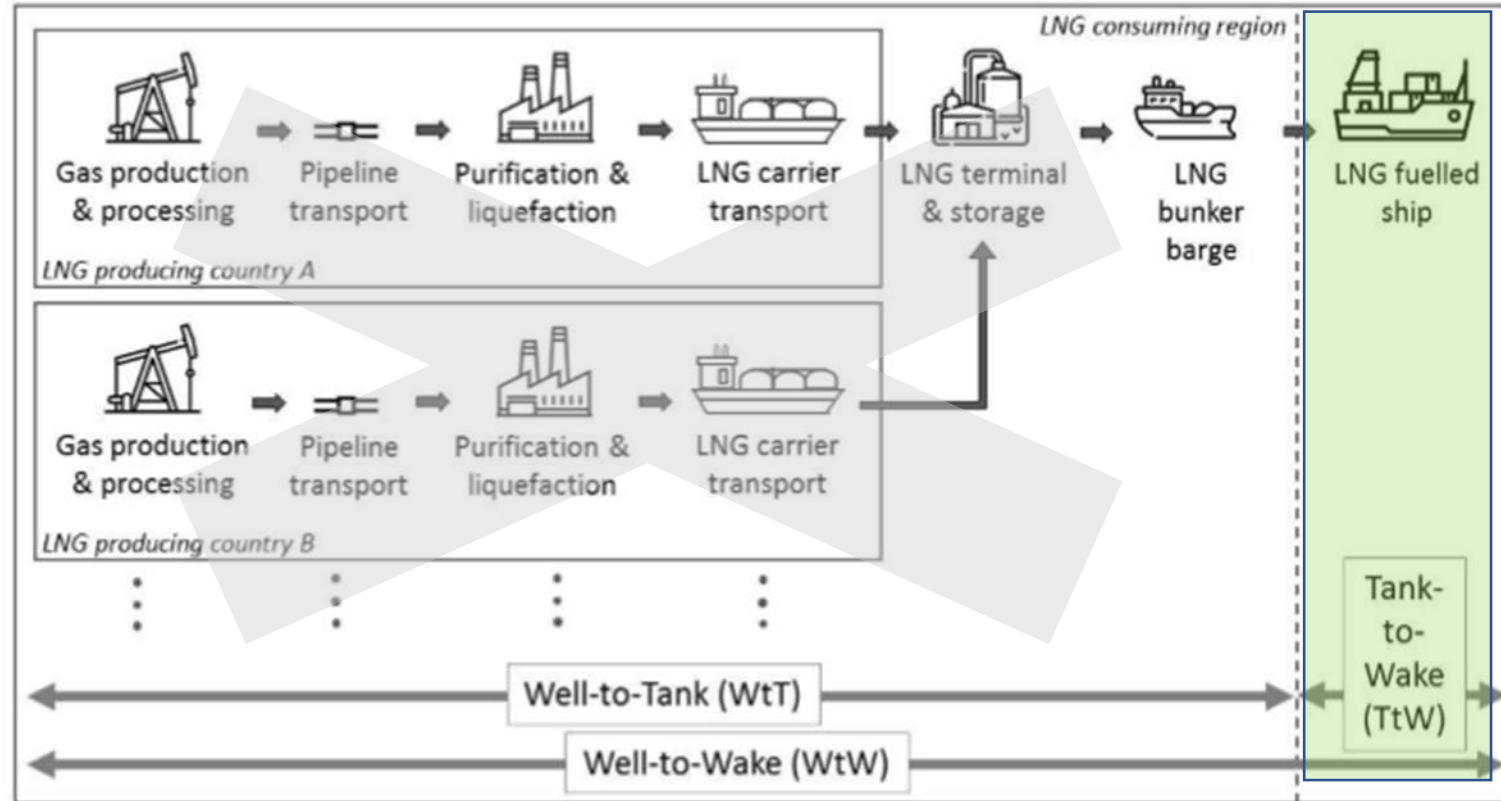 LNG consuming region
Gas production
& processing
Pipeline
transport
Purification &
liquefaction
LNG carrier
transport
LNG terminal
& storage
LNG
bunker
barge
LNG fuelled
ship
LNG producing country A
Gas production
& processing
Pipeline
transport
Purification &
liquefaction
LNG carrier
transport
LNG producing country B
Tank-
to-
Wake
(TtW)
Well-to-Tank (WtT)
Well-to-Wake (WtW)